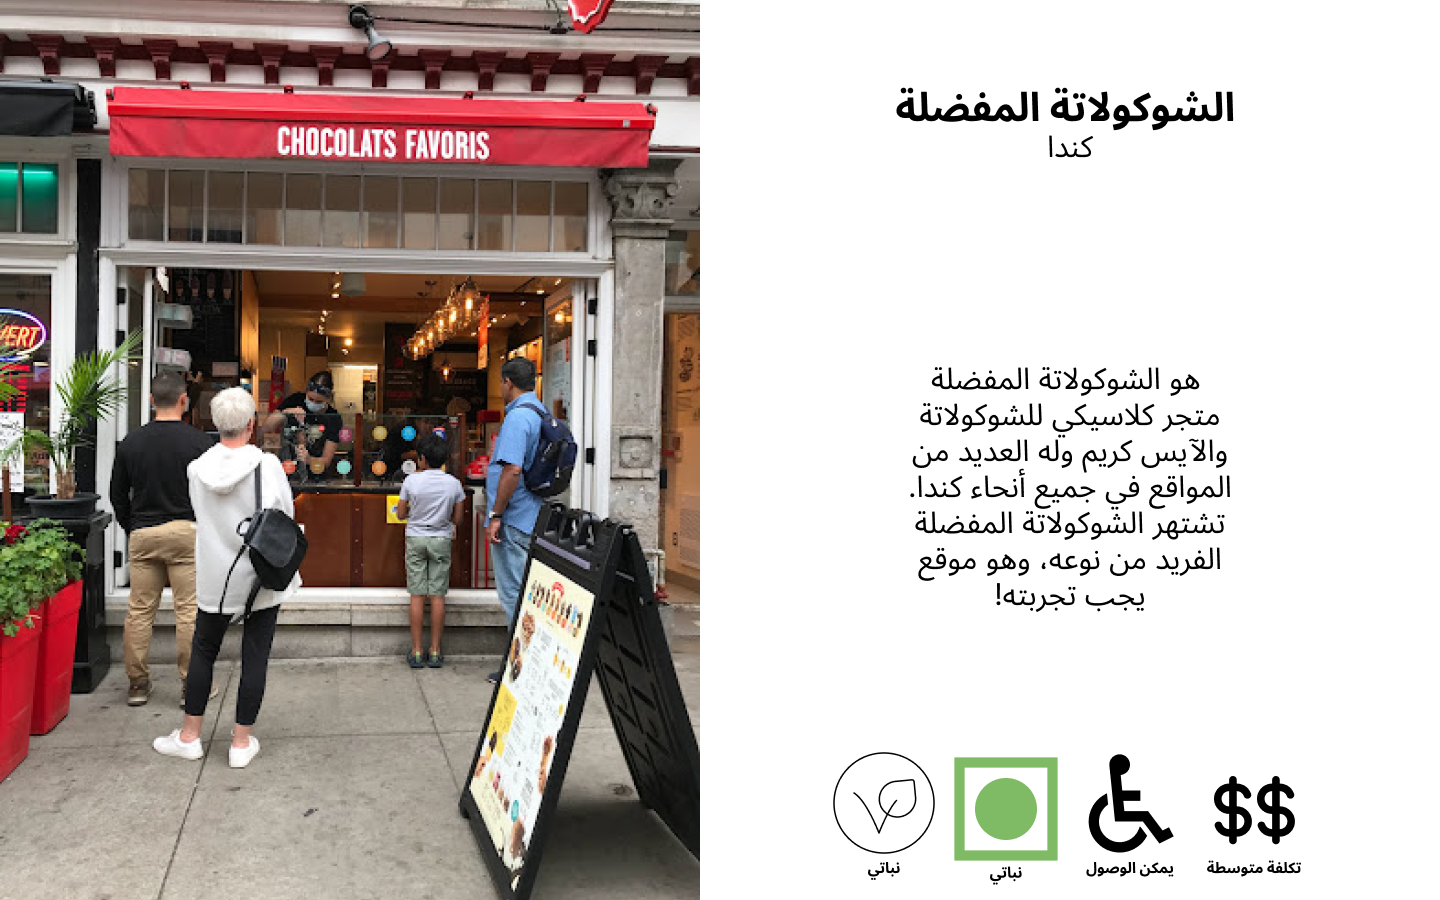 CHOCOLATS FAVORIS
VERT
الشوكولاتة المفضلة
كندا
هو الشوكولاتة المفضلة
متجر كلاسيكي للشوكولاتة
والآيس كريم وله العديد من
المواقع في جميع أنحاء كندا.
تشتهر الشوكولاتة المفضلة
الفريد من نوعه، وهو موقع
يجب تجربته!
$$
تكلفة متوسطة
يمكن الوصول
نباتي
نباتي